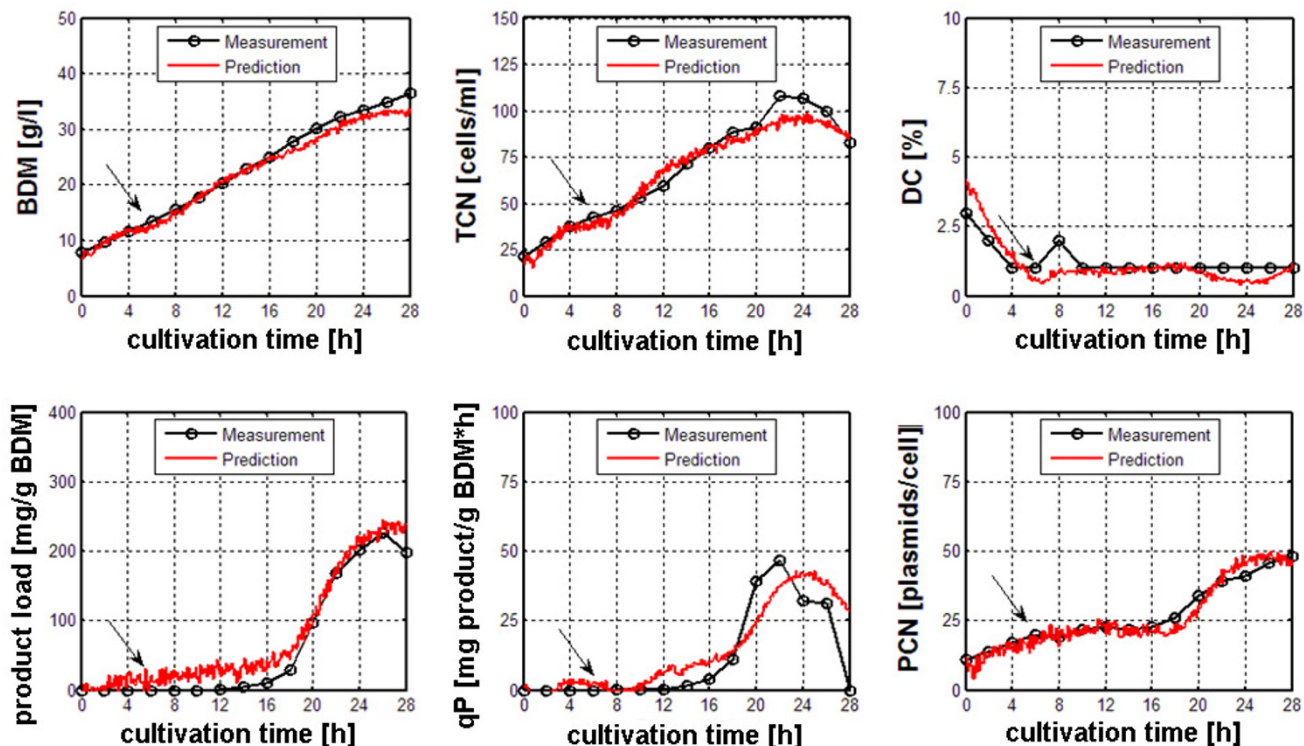 BDM [g/l]
50
40
30
20
10
0
Measurement
Prediction
0 4 8 12 16 20 24 28
cultivation time [h]
TCN [cells/ml]
150
125
100
75
50
25
0
Measurement
Prediction
0 4 8 12 16 20 24 28
cultivation time [h]
DC [%]
10
7.5
5
2.5
0
Measurement
Prediction
0 4 8 12 16 20 24 28
cultivation time [h]
product load [mg/g BDM]
400
300
200
100
0
Measurement
Prediction
0 4 8 12 16 20 24 28
cultivation time [h]
qP [mg product/g BDM*h]
100
75
50
25
0
Measurement
Prediction
0 4 8 12 16 20 24 28
cultivation time [h]
PCN [plasmids/cell]
100
75
50
25
0
Measurement
Prediction
0 4 8 12 16 20 24 28
cultivation time [h]